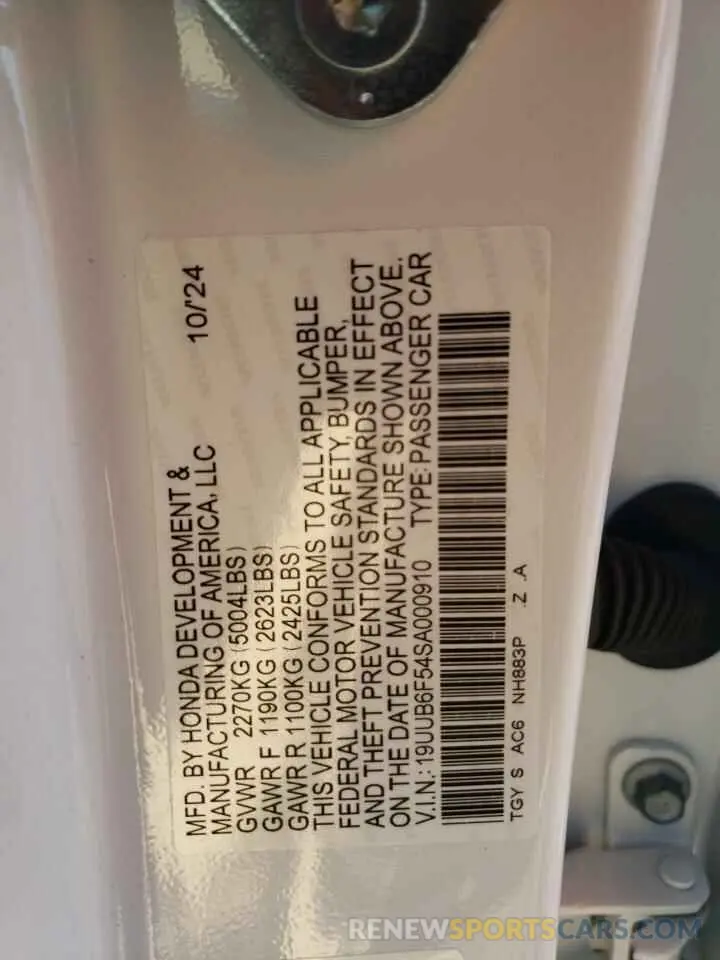 MFD. BY HONDA DEVELOPMENT &
MANUFACTURING OF AMERICA, LLC 10/'24
GVWR 2270KG (5004LBS)
GAWR F 1190KG (2623LBS)
GAWR R 1100KG (2425LBS)
THIS VEHICLE CONFORMS TO ALL APPLICABLE
FEDERAL MOTOR VEHICLE SAFETY, BUMPER,
AND THEFT PREVENTION STANDARDS IN EFFECT
ON THE DATE OF MANUFACTURE SHOWN ABOVE.
V.I.N.: 19UUB6F54SA000910 TYPE: PASSENGER CAR
TGY S AC6 NH883P .Z .A
RENEWSPORTSCARS.COM